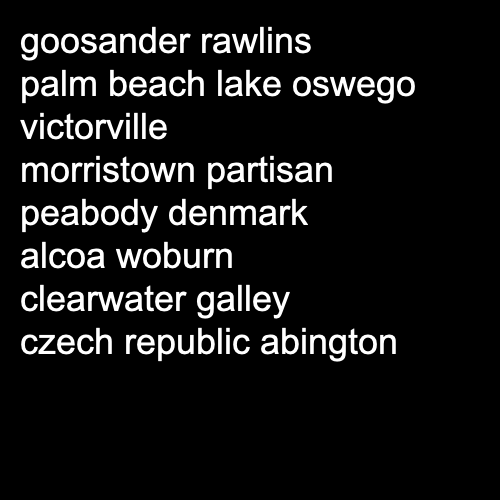 goosander rawlins
palm beach lake oswego
victorville
morristown partisan
peabody denmark
alcoa woburn
clearwater galley
czech republic abington